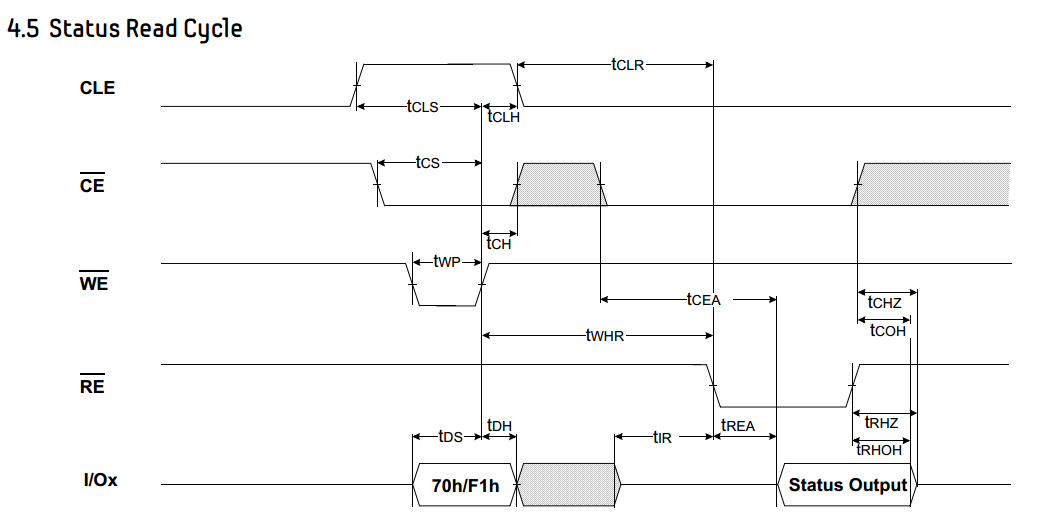 4.5 Status Read Cycle
tCLR
CLE
tCLS
tCLH
tCS
CE
tCH
tWP
WE
tCEA
tCHZ
tCOH
tWHR
RE
tDH
tREA
tRHZ
tDS
tIR
tRHOH
I/Ox
70h/F1h
Status Output